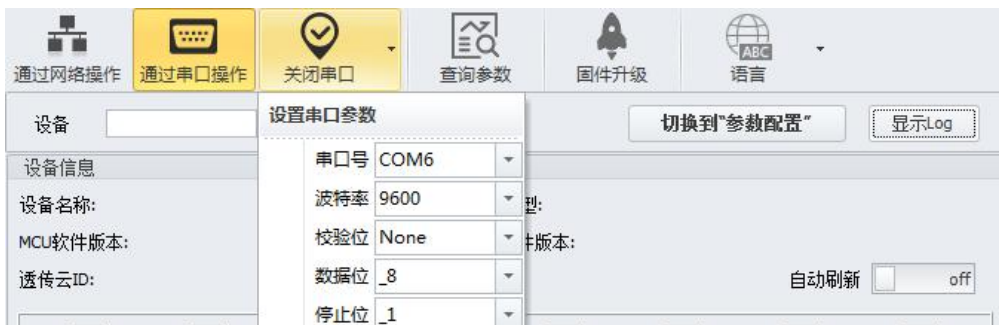 通过网络操作 通过串口操作 关闭串口 查询参数 固件升级 ABC 语言
设备 切换到"参数配置" 显示Log
设置串口参数
设备信息
串口号 COM6
设备名称: 波特率 9600 型:
MCU软件版本: 校验位 None 件版本:
透传云ID: 数据位 _8 自动刷新 off
停止位 _1